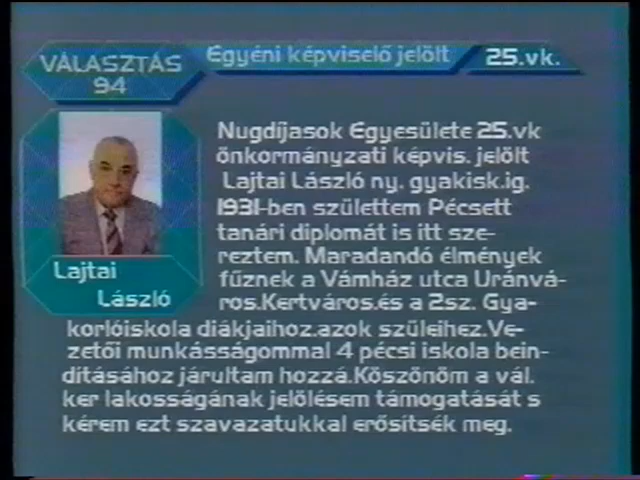 VÁLASZTÁS
94
Egyéni képviselő jelölt
25.vk.
Lajtai
László
Nugdíjasok Egyesülete 25.vk
önkormányzati képvis. jelölt
Lajtai László ny. gyakisk.ig.
1931-ben születtem Pécsett
tanári diplomát is itt sze-
reztem. Maradandó élmények
fűznek a Vámház utca Uránvá-
ros.Kertváros.és a 2sz. Gya-
korlóiskola diákjaihoz.azok szüleihez.Ve-
zetői munkásságommal 4 pécsi iskola bein-
dításához járultam hozzá.Köszönöm a vál.
ker lakosságának jelölésem támogatását s
kérem ezt szavazatukkal erősítsék meg.